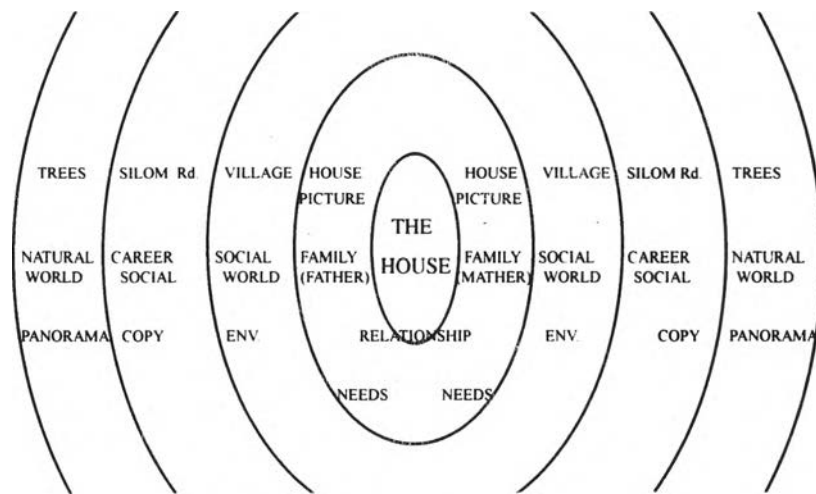 TREES SILOM Rd. VILLAGE HOUSE HOUSE VILLAGE SILOM Rd. TREES
PICTURE PICTURE
THE
NATURAL CAREER SOCIAL FAMILY FAMILY SOCIAL CAREER NATURAL
HOUSE
WORLD SOCIAL WORLD (FATHER) (MATHER) WORLD SOCIAL WORLD
PANORAMA COPY ENV. RELATIONSHIP ENV. COPY PANORAMA
NEEDS NEEDS